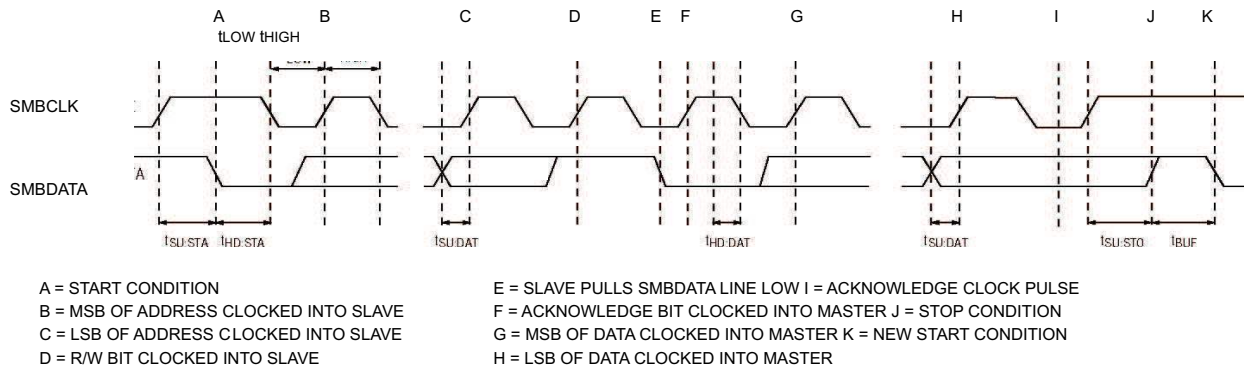 A B C D E F G H I J K
tLOW tHIGH
SMBCLK
SMBDATA
tSU:STA tHD:STA tSU:DAT tHD:DAT tSU:DAT tSU:STO tBUF
A = START CONDITION
B = MSB OF ADDRESS CLOCKED INTO SLAVE
C = LSB OF ADDRESS CLOCKED INTO SLAVE
D = R/W BIT CLOCKED INTO SLAVE
E = SLAVE PULLS SMBDATA LINE LOW I = ACKNOWLEDGE CLOCK PULSE
F = ACKNOWLEDGE BIT CLOCKED INTO MASTER J = STOP CONDITION
G = MSB OF DATA CLOCKED INTO MASTER K = NEW START CONDITION
H = LSB OF DATA CLOCKED INTO MASTER